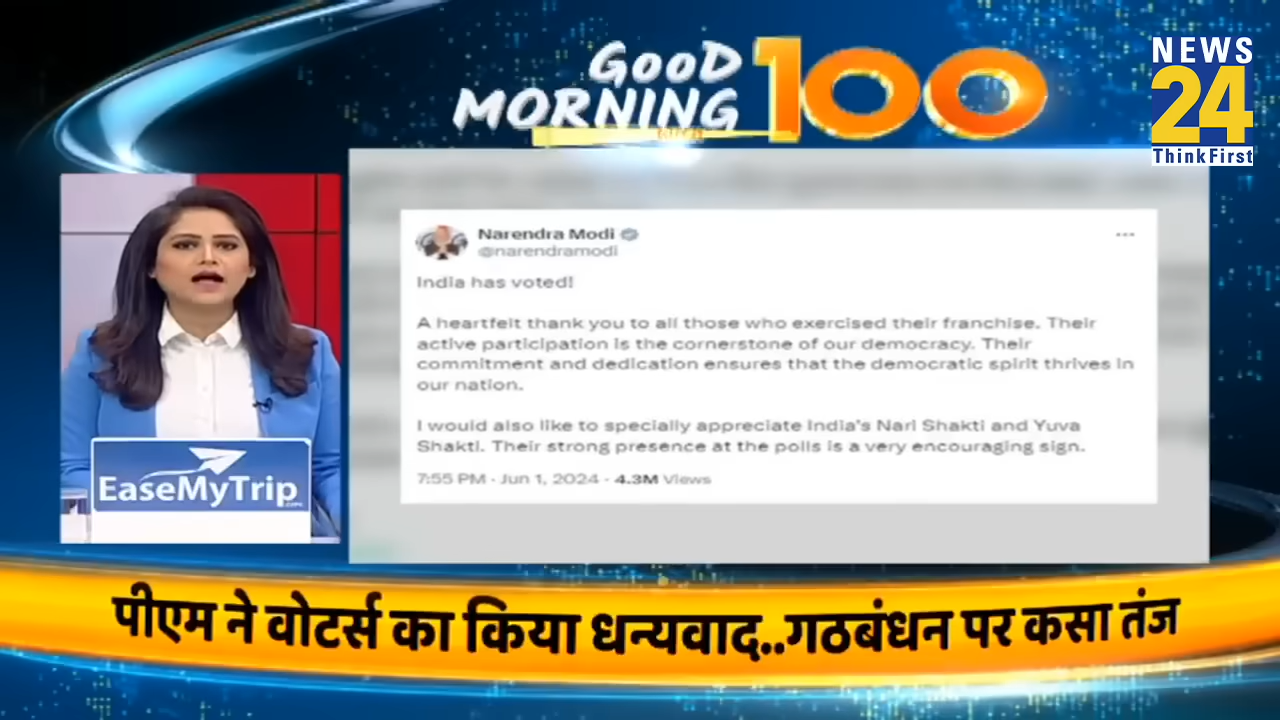 GOOD
MORNING
100
NEWS
24
ThinkFirst
Narendra Modi
@narendramodi
India has voted!
A heartfelt thank you to all those who exercised their franchise. Their
active participation is the cornerstone of our democracy. Their
commitment and dedication ensures that the democratic spirit thrives in
our nation.
I would also like to specially appreciate India's Nari Shakti and Yuva
Shakti. Their strong presence at the polls is a very encouraging sign.
7:55 PM · Jun 1, 2024 · 4.3M Views
EaseMyTrip
.com
पीएम ने वोटर्स का किया धन्यवाद..गठबंधन पर कसा तंज